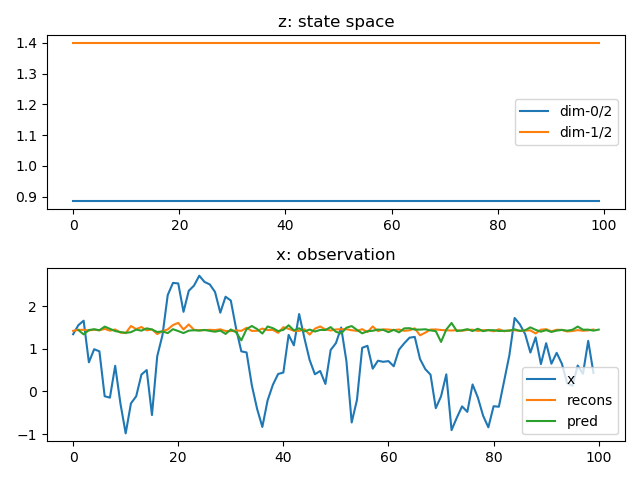 z: state space
1.4
1.3
1.2
1.1
1.0
0.9
dim-0/2
dim-1/2
0 20 40 60 80 100
x: observation
2
1
0
−1
x
recons
pred
0 20 40 60 80 100